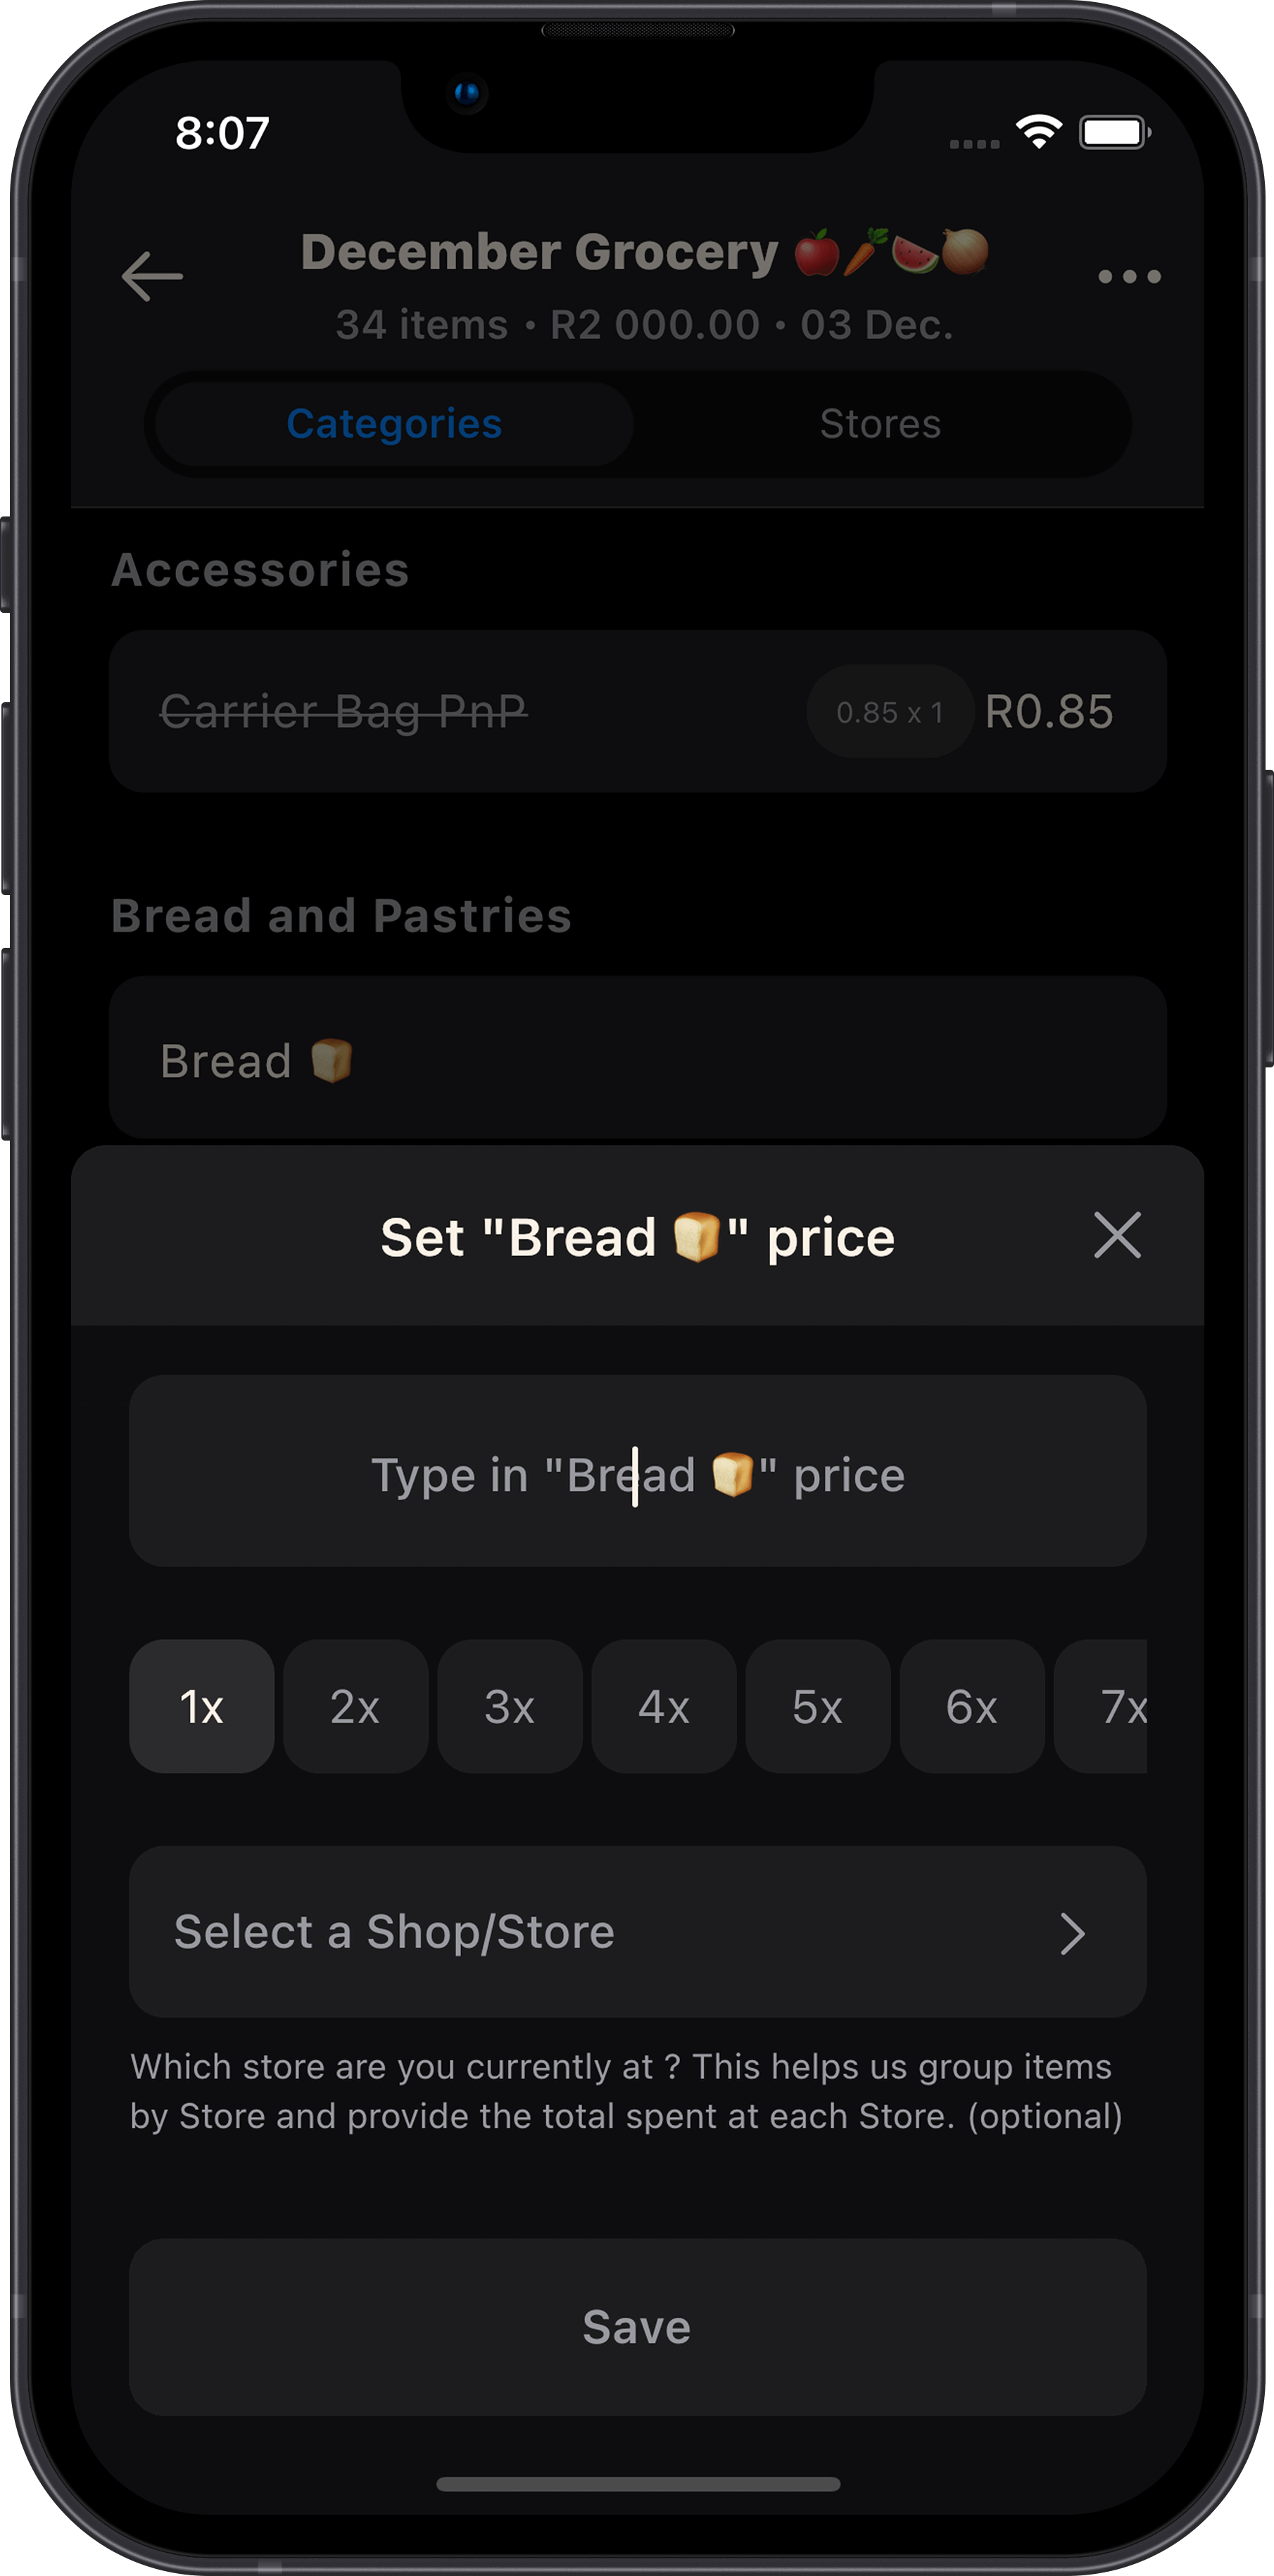 8:07
December Grocery 🍎🥕🍉🧅
34 items • R2 000.00 • 03 Dec.
Categories
Stores
Accessories
Carrier Bag PnP
0.85 x 1
R0.85
Bread and Pastries
Bread 🍞
Set "Bread 🍞" price
Type in "Bread 🍞" price
1x
2x
3x
4x
5x
6x
7x
Select a Shop/Store
Which store are you currently at ? This helps us group items
by Store and provide the total spent at each Store. (optional)
Save